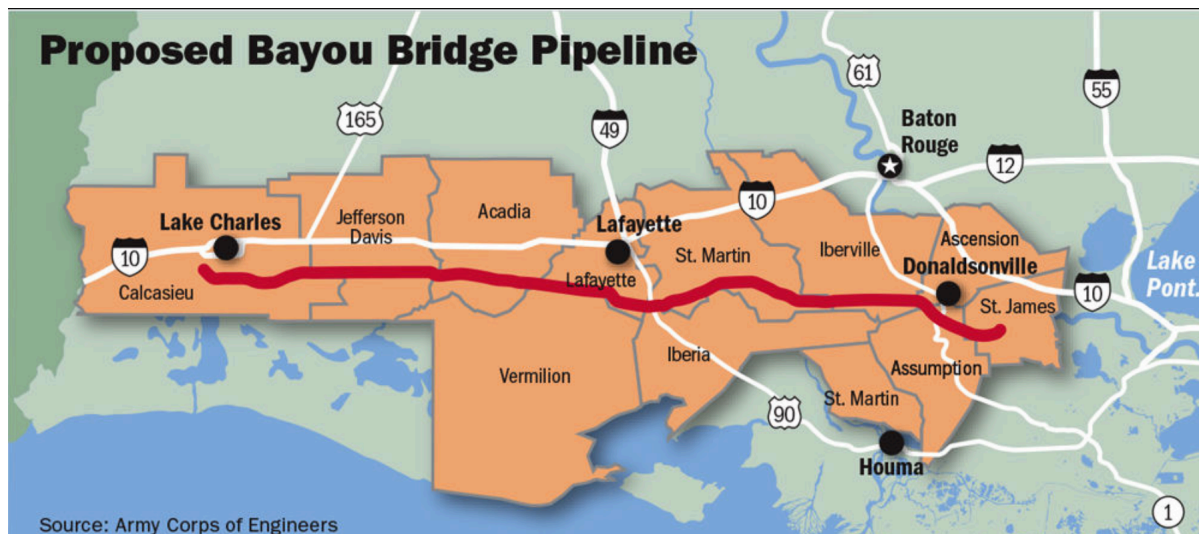 Proposed Bayou Bridge Pipeline
61
55
165
49
Baton
Rouge
12
10
Lake Charles
Jefferson
Davis
Acadia
Lafayette
St. Martin
Iberville
Ascension
10
Donaldsonville
Lake
Pont.
Calcasieu
Lafayette
10
St. James
Iberia
Vermilion
Assumption
St. Martin
90
Houma
1
Source: Army Corps of Engineers